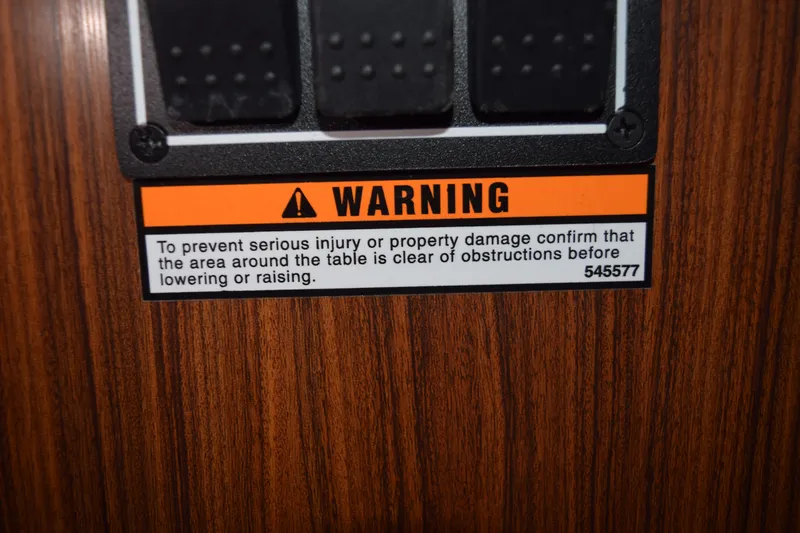 WARNING
To prevent serious injury or property damage confirm that
the area around the table is clear of obstructions before
lowering or raising.
545577